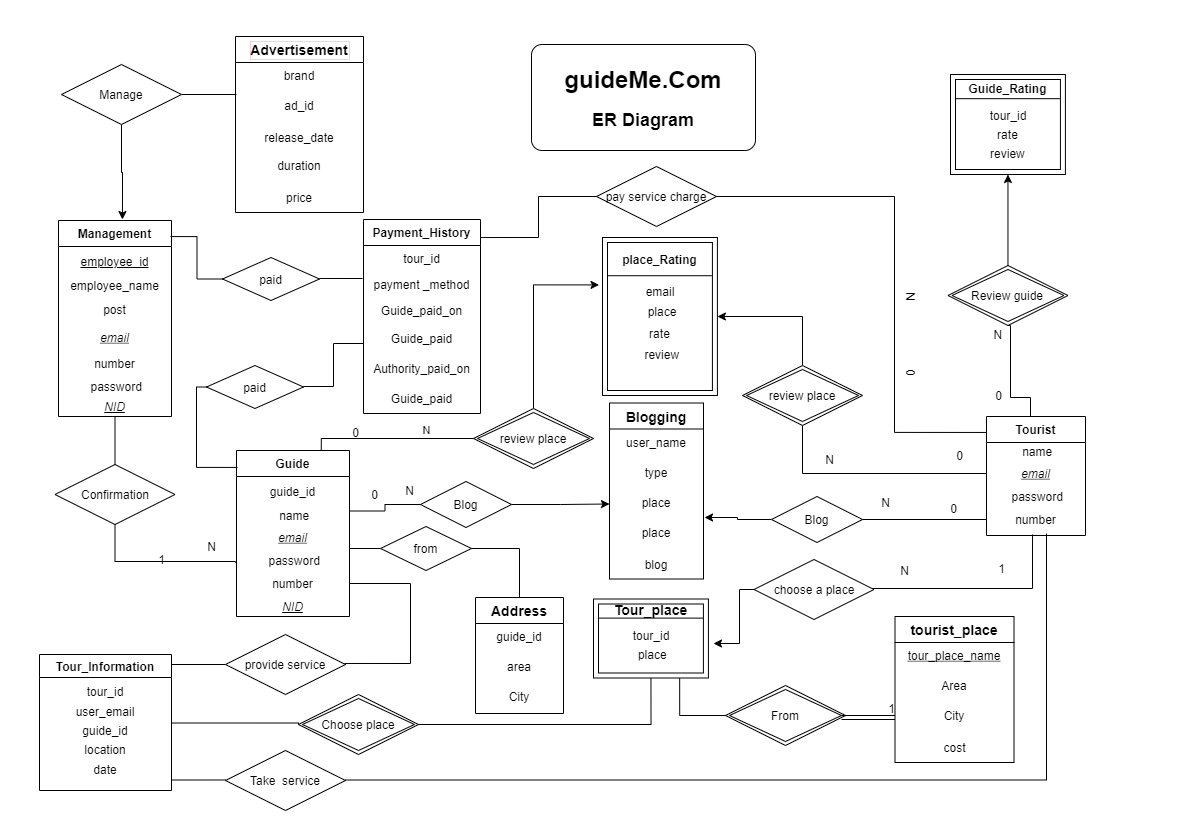 guideMe.Com
ER Diagram
Advertisement
brand
ad_id
release_date
duration
price
Manage
Management
employee_id
employee_name
post
email
number
password
NID
paid
paid
Payment_History
tour_id
payment _method
Guide_paid_on
Guide_paid
Authority_paid_on
Guide_paid
pay service charge
N
0
place_Rating
email
place
rate
review
Guide_Rating
tour_id
rate
review
Review guide
N
0
review place
N
0
review place
0
N
Blogging
user_name
type
place
place
blog
Tourist
name
email
password
number
Confirmation
1
N
Guide
guide_id
name
email
password
number
NID
0
N
Blog
Blog
N
0
from
Address
guide_id
area
City
choose a place
N
1
Tour_place
tour_id
place
tourist_place
tour_place_name
Area
City
cost
From
1
Tour_Information
tour_id
user_email
guide_id
location
date
provide service
Choose place
Take  service